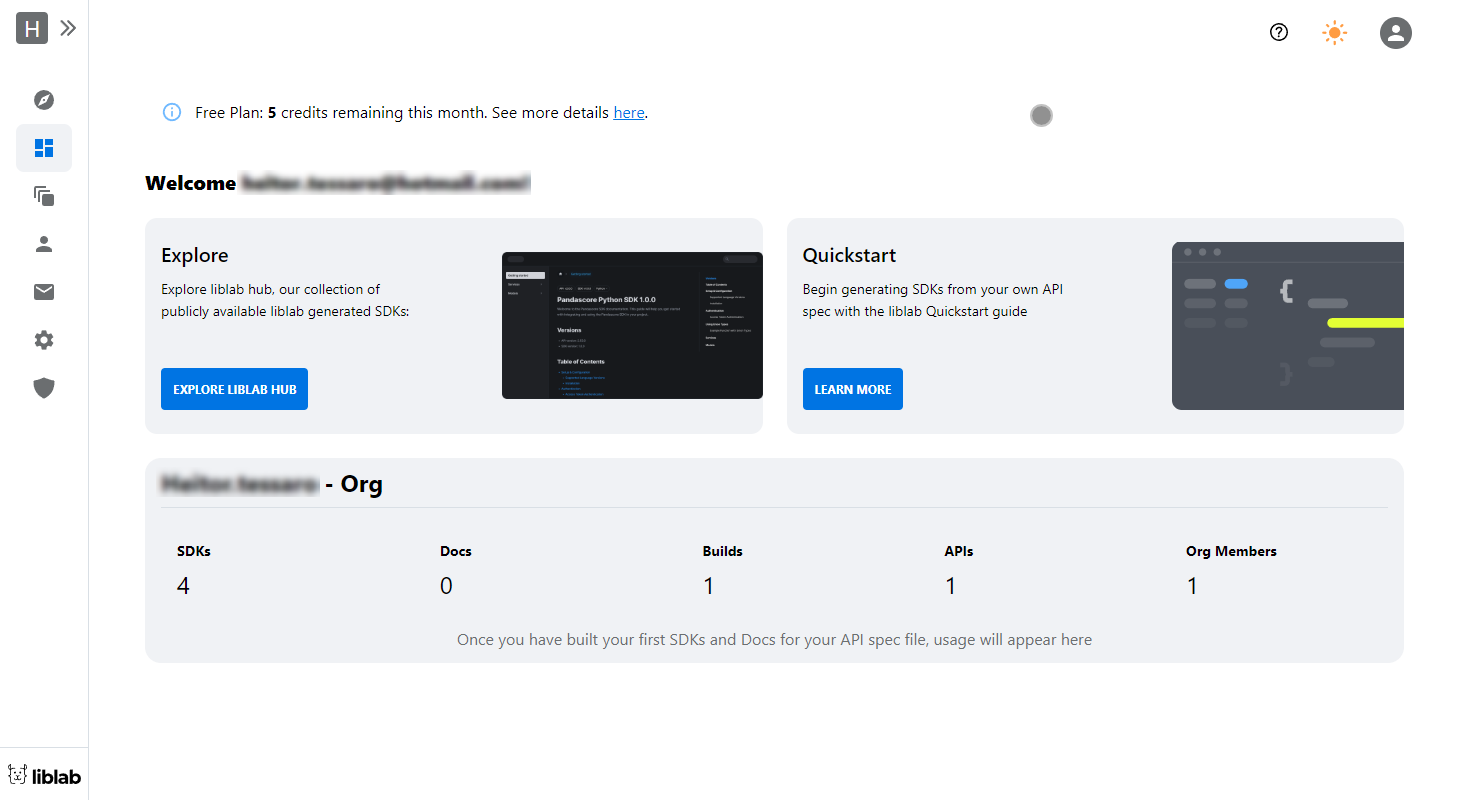 H
Free Plan: 5 credits remaining this month. See more details here.
Welcome
Explore
Explore liblab hub, our collection of
publicly available liblab generated SDKs:
EXPLORE LIBLAB HUB
Pandascore Python SDK 1.0.0
Versions
Table of Contents
Quickstart
Begin generating SDKs from your own API
spec with the liblab Quickstart guide
{
}
LEARN MORE
- Org
SDKs
Docs
Builds
APIs
Org Members
4
0
1
1
1
Once you have built your first SDKs and Docs for your API spec file, usage will appear here
liblab